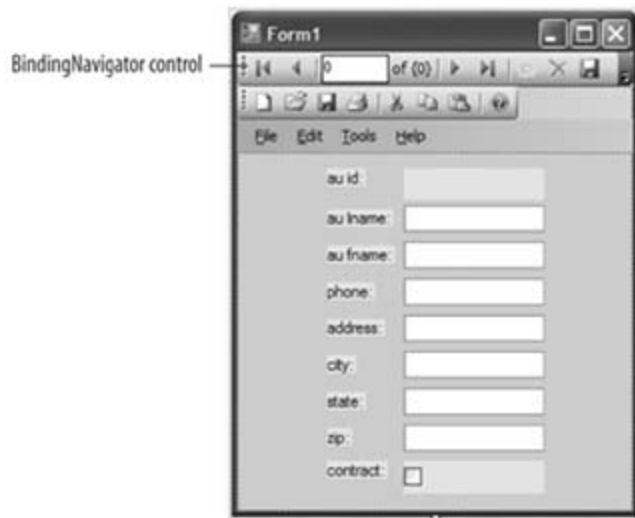 Form1
BindingNavigator control
0 of {0}
File Edit Tools Help
au id:
au lname:
au fname:
phone:
address:
city:
state:
zip:
contract: